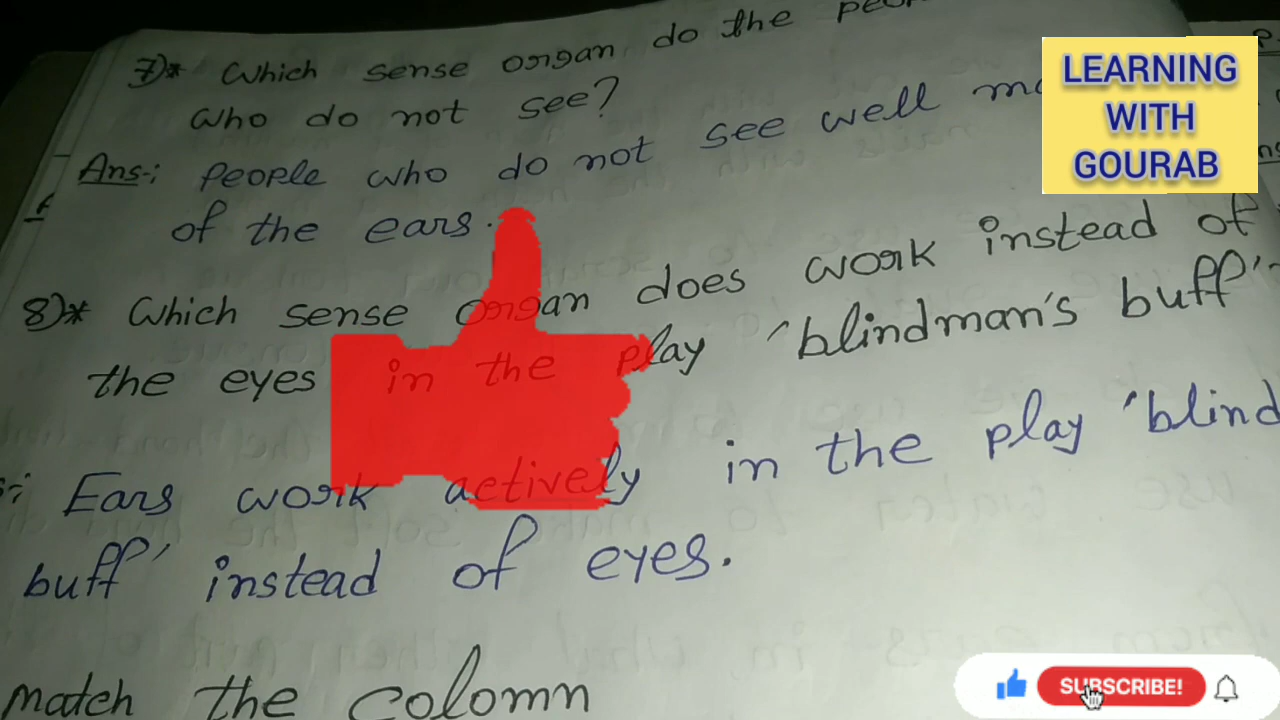 7)* Which sense organ do the
who do not see?
Ans-: people who do not see well
of the ears.
8)* Which sense organ does work instead of
the eyes in the play 'blindman's buff'
Ears work actively in the play 'blind
buff' instead of eyes.
match the colomn
LEARNING
WITH
GOURAB
SUBSCRIBE!